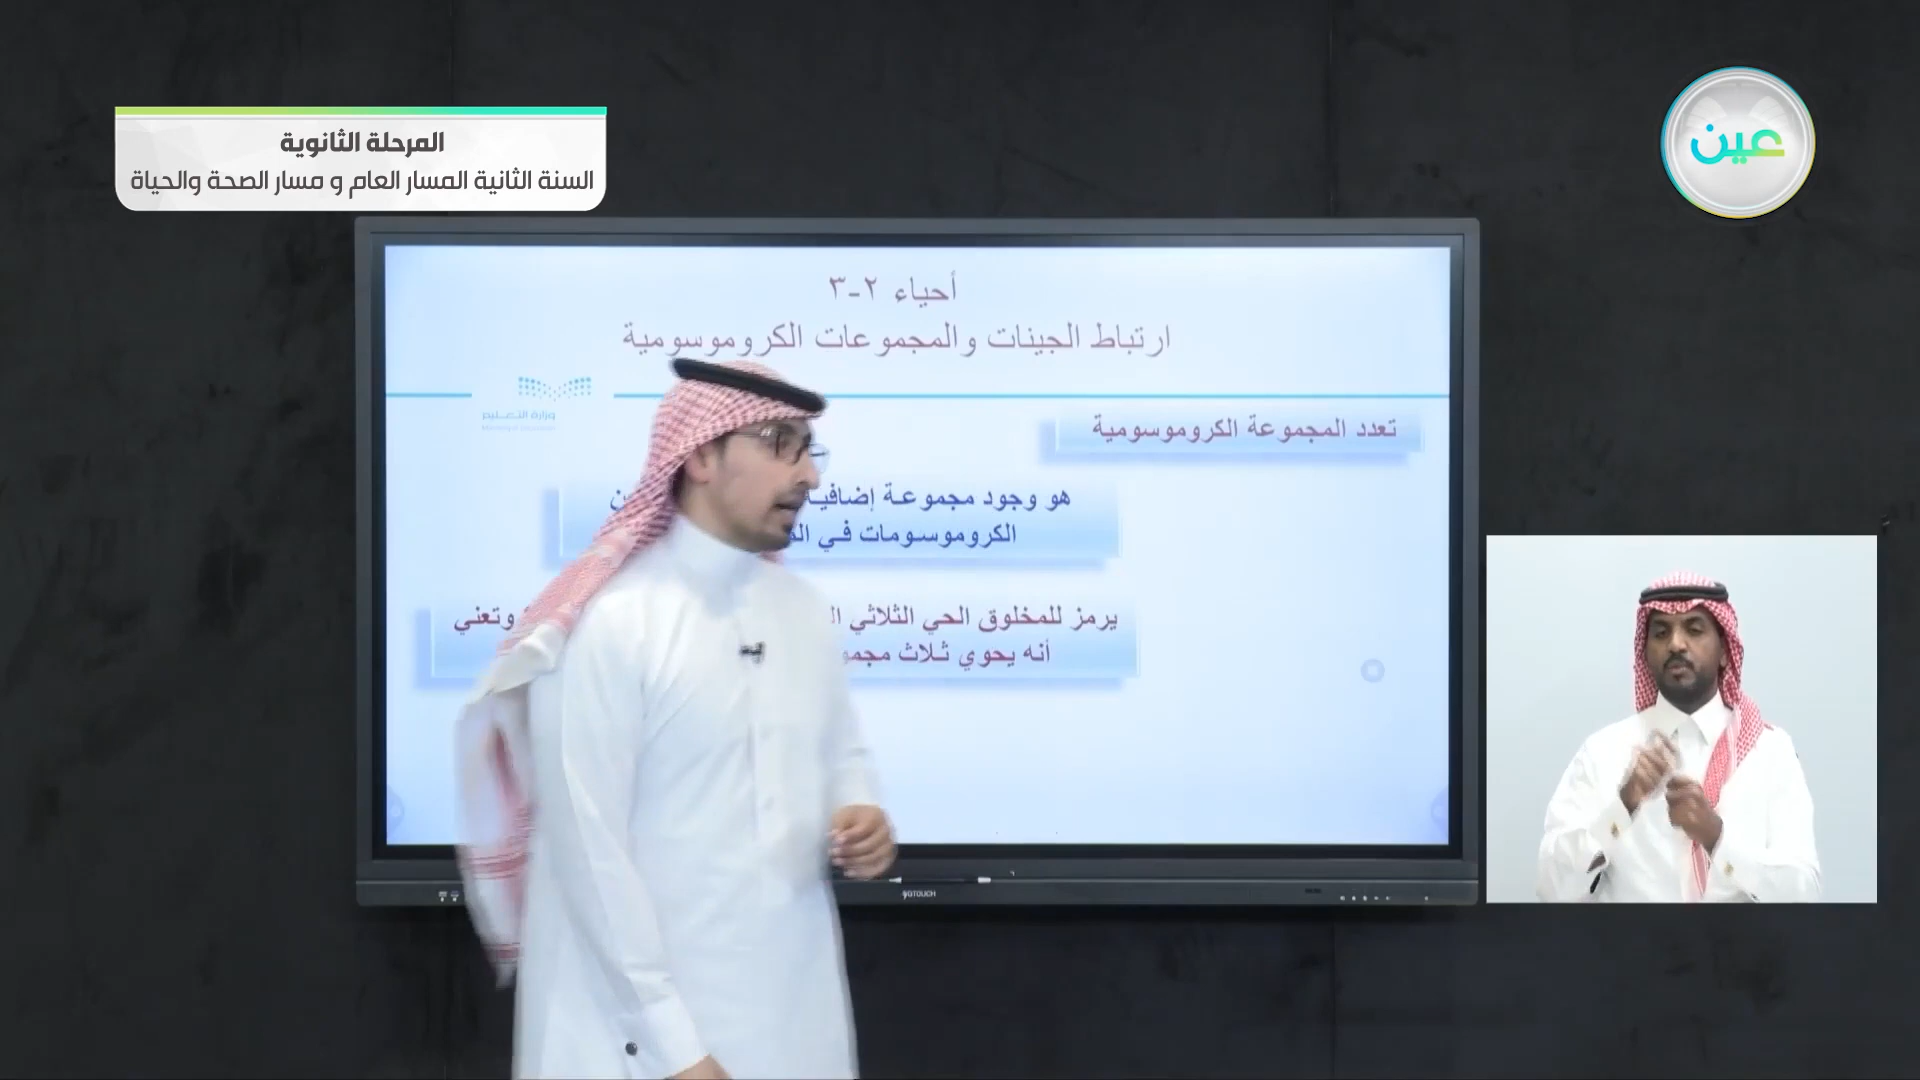 المرحلة الثانوية
السنة الثانية المسار العام و مسار الصحة والحياة
عين
أحياء ٢-٣
ارتباط الجينات والمجموعات الكروموسومية
وزارة التعليم
تعدد المجموعة الكروموسومية
هو وجود مجموعة إضافية
الكروموسومات في
يرمز للمخلوق الحي الثلاثي وتعني
أنه يحوي ثلاث